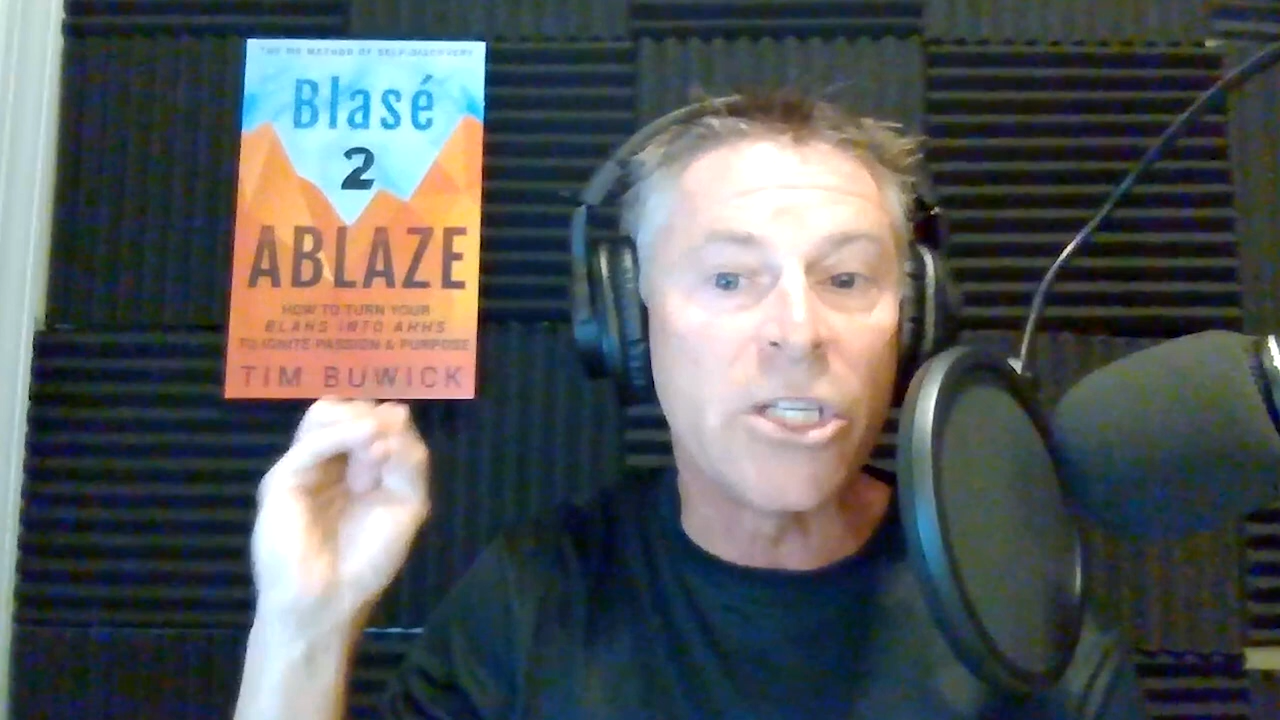 THE ME METHOD OF SELF-DISCOVERY
Blasé
2
ABLAZE
HOW TO TURN YOUR
BLAHS INTO AHHS
TO IGNITE PASSION & PURPOSE
TIM BUWICK